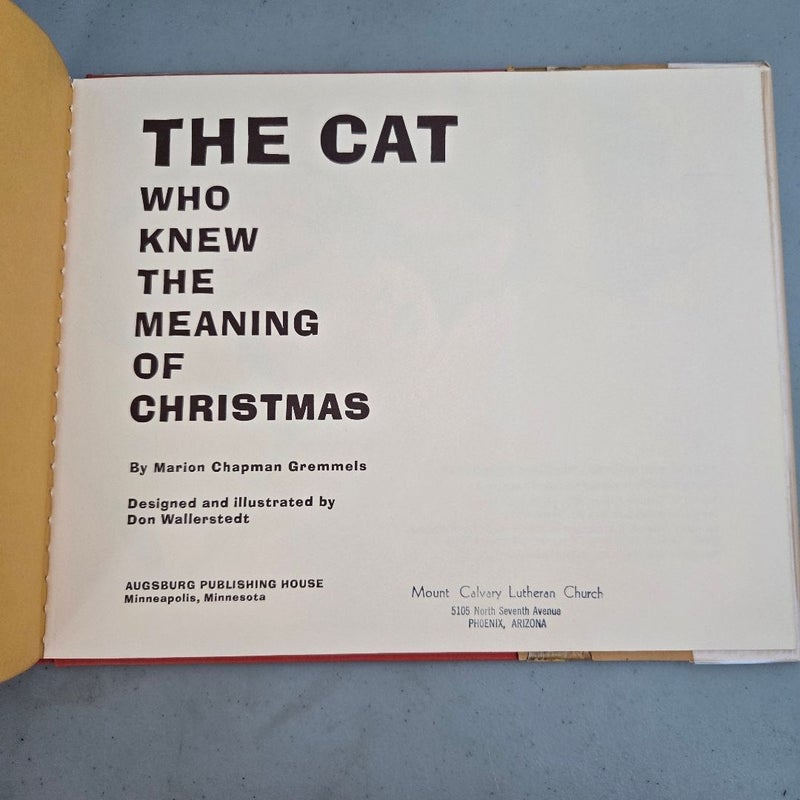 THE CAT
WHO
KNEW
THE
MEANING
OF
CHRISTMAS
By Marion Chapman Gremmels
Designed and illustrated by
Don Wallerstedt
AUGSBURG PUBLISHING HOUSE
Minneapolis, Minnesota
Mount Calvary Lutheran Church
5105 North Seventh Avenue
PHOENIX, ARIZONA